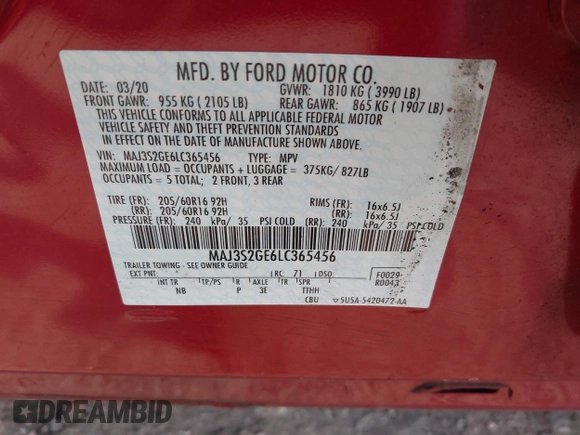 MFD. BY FORD MOTOR CO.
DATE: 03/20 GVWR: 1810 KG ( 3990 LB)
FRONT GAWR: 955 KG ( 2105 LB) REAR GAWR: 865 KG ( 1907 LB)
THIS VEHICLE CONFORMS TO ALL APPLICABLE FEDERAL MOTOR
VEHICLE SAFETY AND THEFT PREVENTION STANDARDS
IN EFFECT ON THE DATE OF MANUFACTURE SHOWN ABOVE.
VIN: MAJ3S2GE6LC365456 TYPE: MPV
MAXIMUM LOAD = OCCUPANTS + LUGGAGE = 375KG/ 827LB
OCCUPANTS = 5 TOTAL; 2 FRONT, 3 REAR
TIRE (FR): 205/60R16 92H RIMS (FR): 16x6.5J
(RR): 205/60R16 92H (RR): 16x6.5J
PRESSURE (FR): 240 kPa/ 35 PSI COLD (RR): 240 kPa/ 35 PSI COLD
MAJ3S2GE6LC365456
TRAILER TOWING - SEE OWNER GUIDE
EXT PNT: RC: 71 DSO: F0029-
R0043
INT TR TP/PS R AXLE TR SPR
NB P 3E TTHH
CBU 5U5A-5420472-AA
DREAMBID